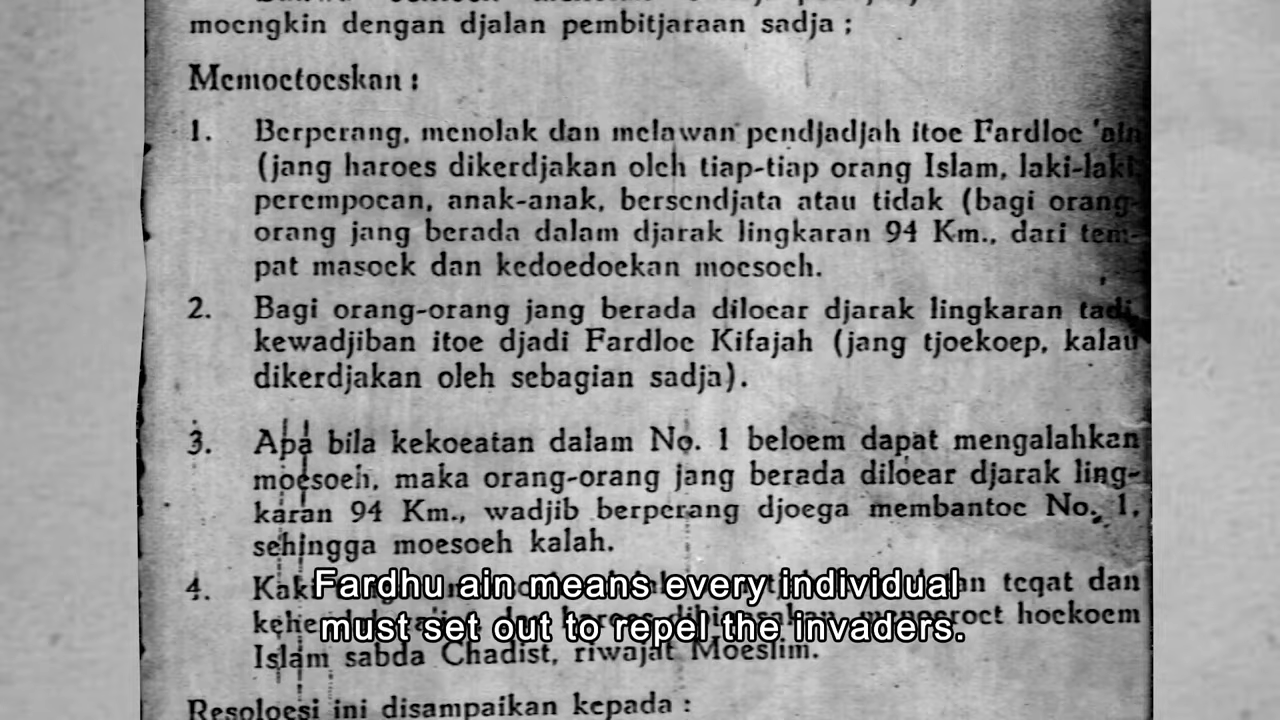 moengkin dengan djalan pembitjaraan sadja ;
Memoetoeskan :
1. Berperang, menolak dan melawan pendjadjah itoe Fardloe 'ain
(jang haroes dikerdjakan oleh tiap-tiap orang Islam, laki-laki,
perempoean, anak-anak, bersendjata atau tidak (bagi orang-
orang jang berada dalam djarak lingkaran 94 Km., dari tem-
pat masoek dan kedoedoekan moesoeh.
2. Bagi orang-orang jang berada diloear djarak lingkaran tadi,
kewadjiban itoe djadi Fardloe Kifajah (jang tjoekoep, kalau
dikerdjakan oleh sebagian sadja).
3. Apa bila kekoeatan dalam No. 1 beloem dapat mengalahkan
moesoeh, maka orang-orang jang berada diloear djarak ling-
karan 94 Km., wadjib berperang djoega membantoe No. 1,
sehingga moesoeh kalah.
4. teqat dan
hoekoem
Islam sabda Chadist, riwajat Moeslim.
Resoloesi ini disampaikan kepada :
Fardhu ain means every individual
must set out to repel the invaders.